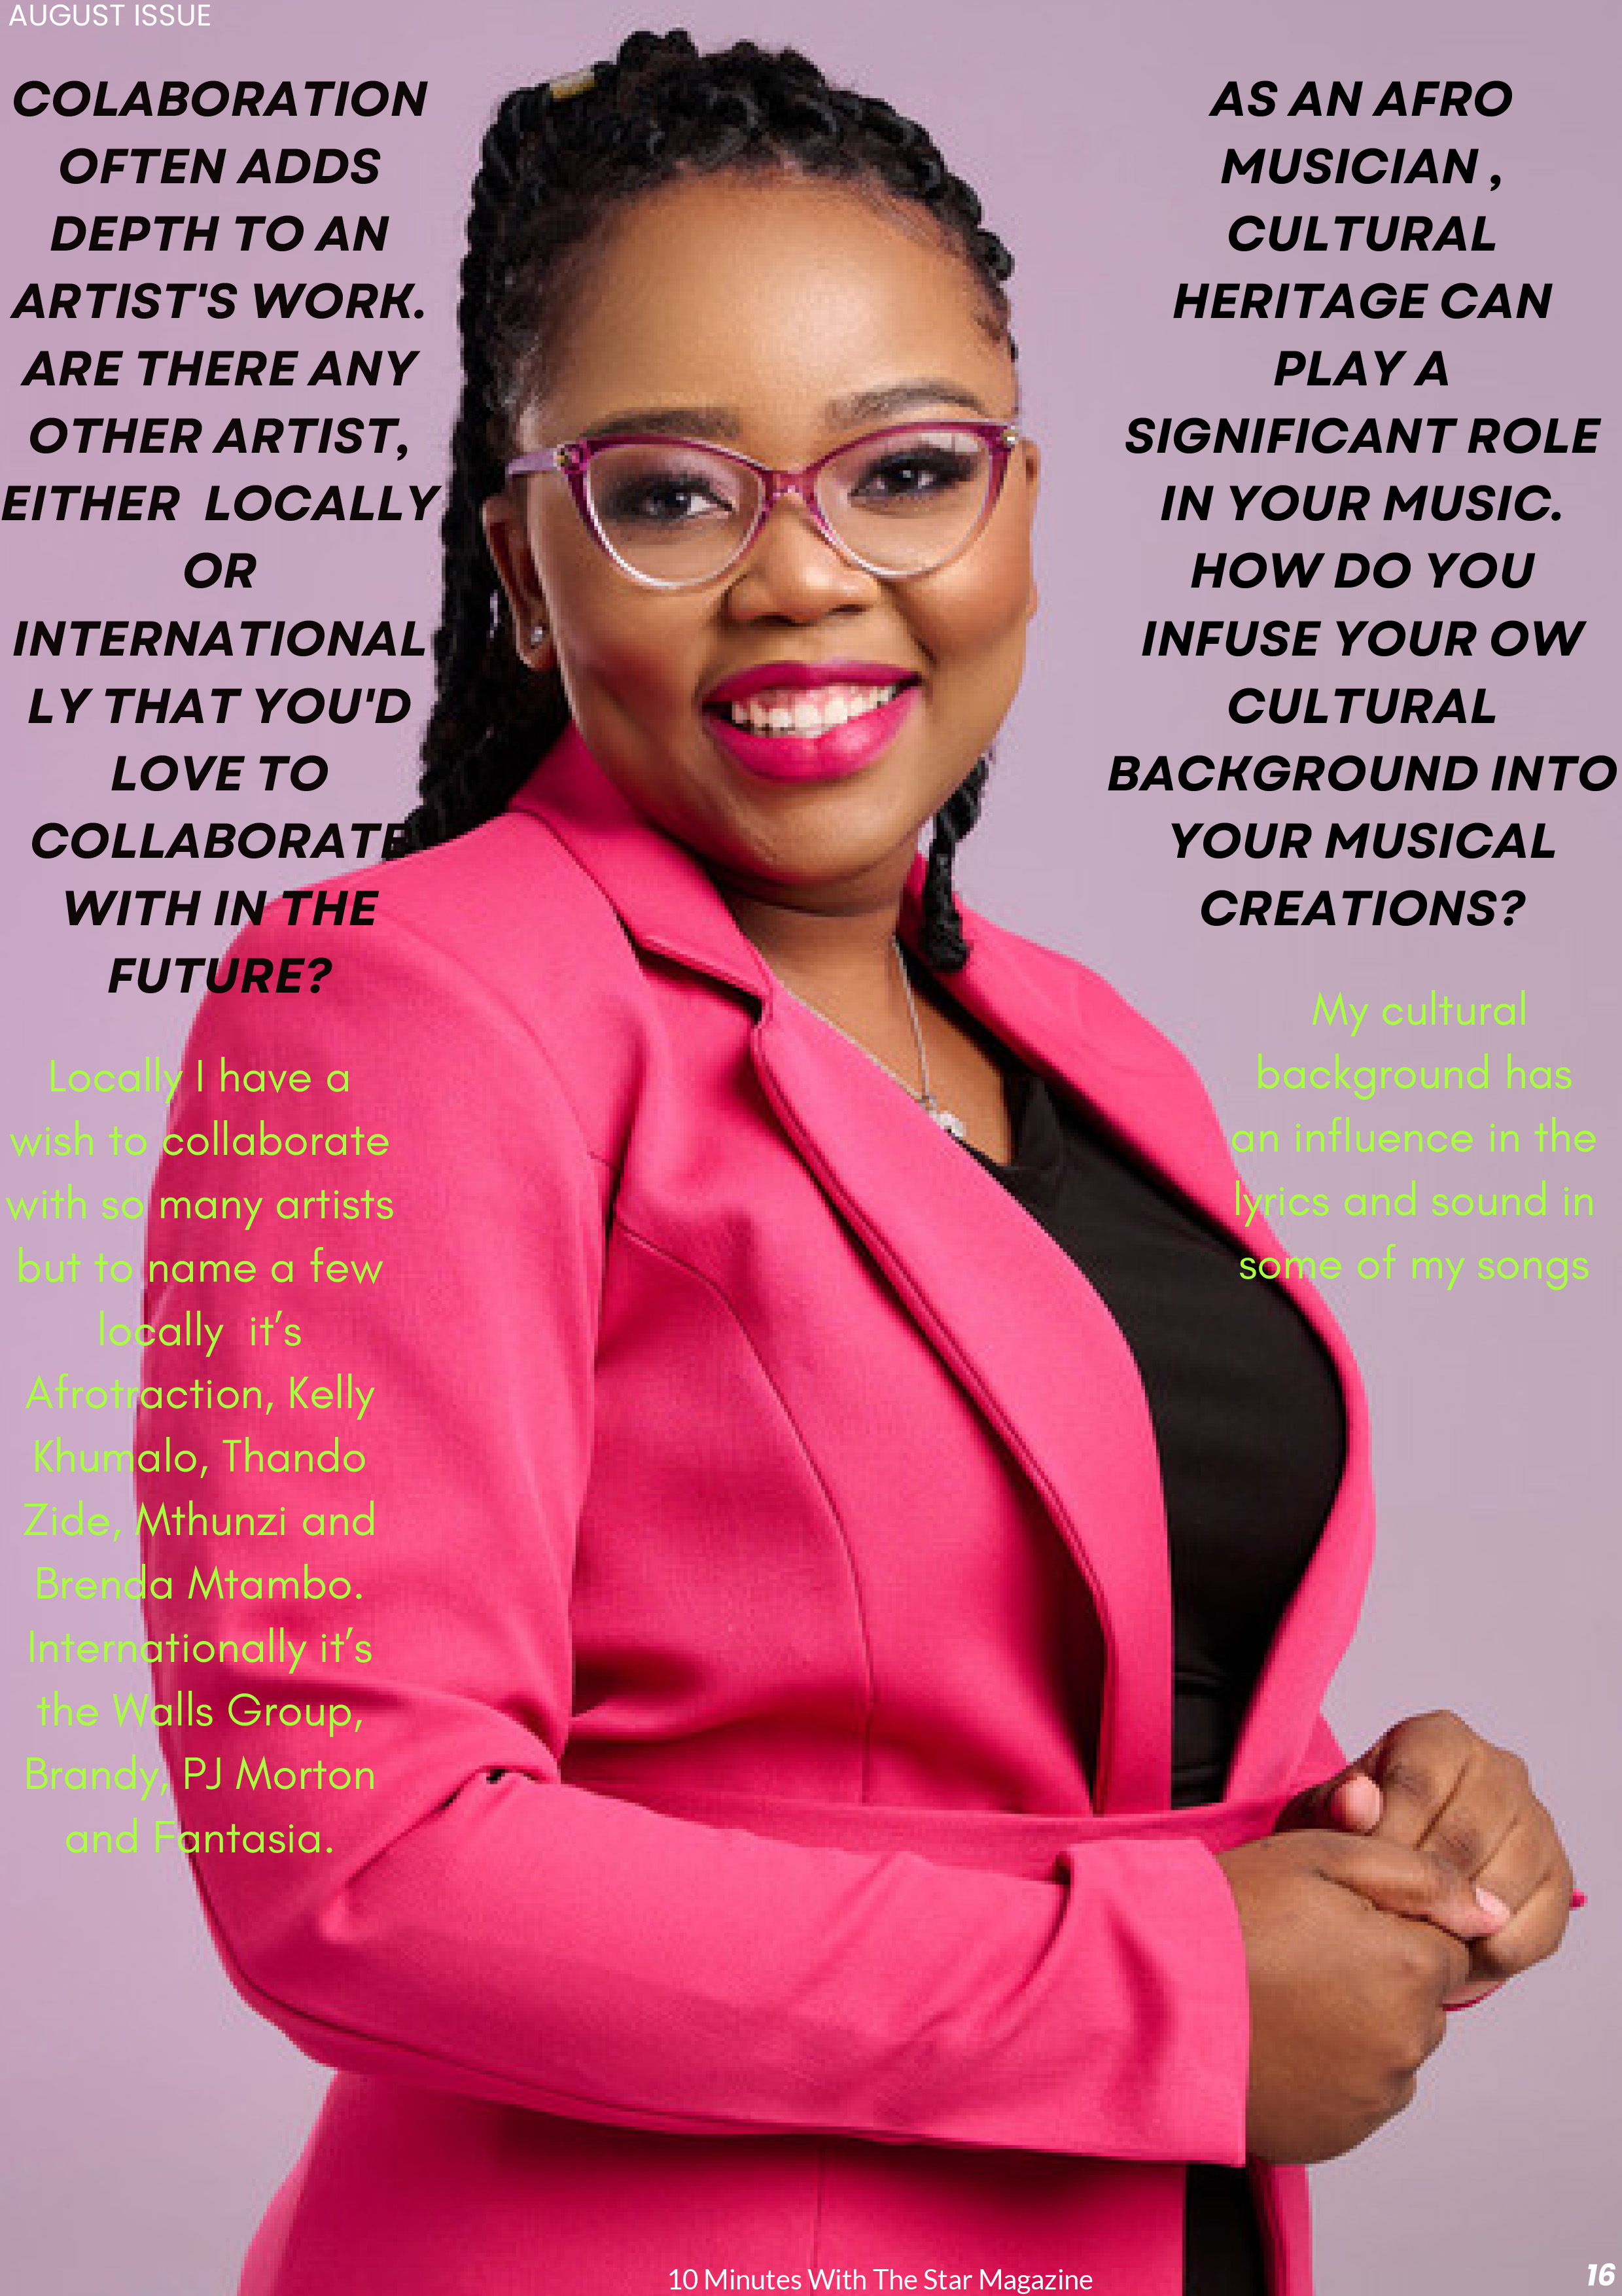 AUGUST ISSUE
COLABORATION
OFTEN ADDS
DEPTH TO AN
ARTIST'S WORK.
ARE THERE ANY
OTHER ARTIST,
EITHER LOCALLY
OR
INTERNATIONAL
LY THAT YOU'D
LOVE TO
COLLABORATE
WITH IN THE
FUTURE?
Locally I have a
wish to collaborate
with so many artists
but to name a few
locally it’s
Afrotraction, Kelly
Khumalo, Thando
Zide, Mthunzi and
Brenda Mtambo.
Internationally it’s
the Walls Group,
Brandy, PJ Morton
and Fantasia.
AS AN AFRO
MUSICIAN ,
CULTURAL
HERITAGE CAN
PLAY A
SIGNIFICANT ROLE
IN YOUR MUSIC.
HOW DO YOU
INFUSE YOUR OW
CULTURAL
BACKGROUND INTO
YOUR MUSICAL
CREATIONS?
My cultural
background has
an influence in the
lyrics and sound in
some of my songs
10 Minutes With The Star Magazine
16